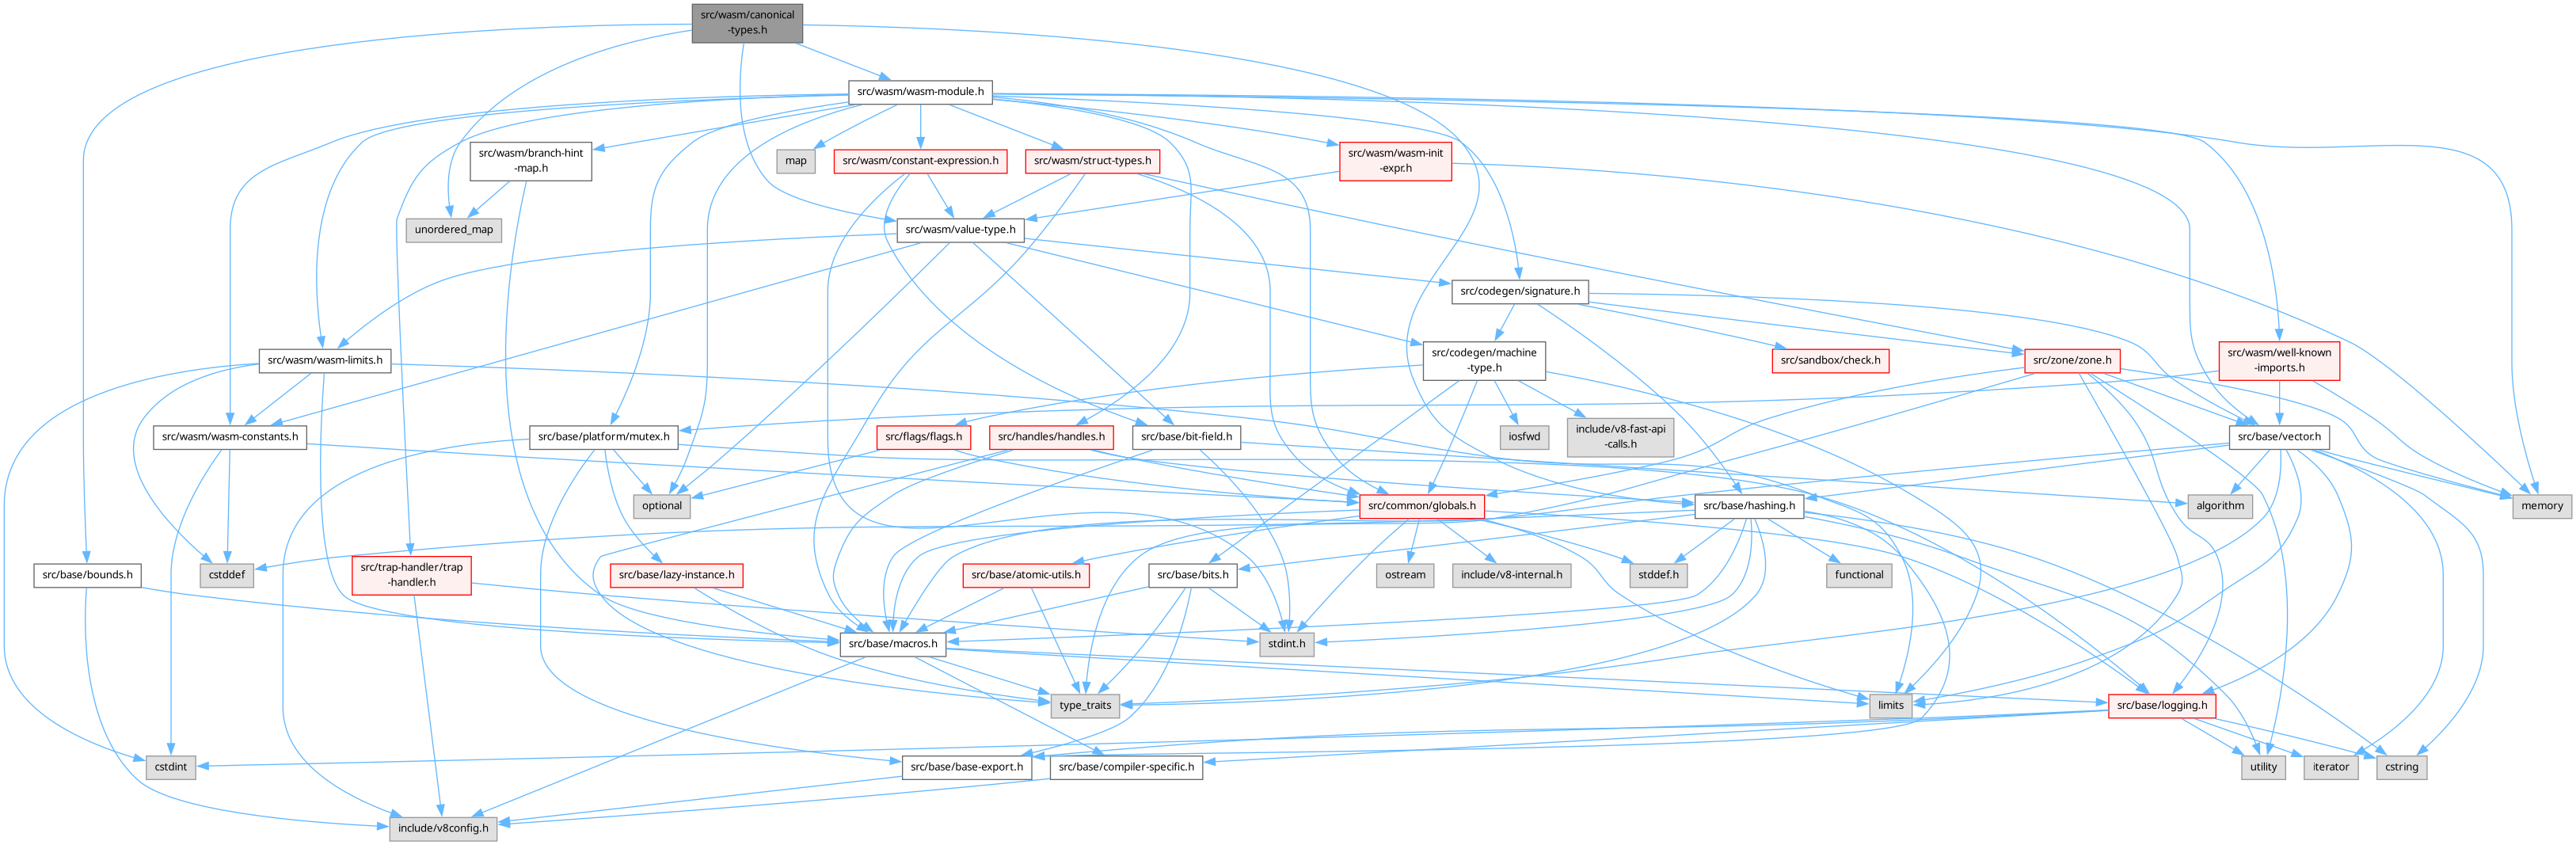 src/wasm/canonical
-types.h
src/wasm/wasm-module.h
src/wasm/branch-hint
-map.h
map
src/wasm/constant-expression.h
src/wasm/struct-types.h
src/wasm/wasm-init
-expr.h
unordered_map
src/wasm/value-type.h
src/codegen/signature.h
src/wasm/wasm-limits.h
src/codegen/machine
-type.h
src/sandbox/check.h
src/zone/zone.h
src/wasm/well-known
-imports.h
src/wasm/wasm-constants.h
src/base/platform/mutex.h
src/flags/flags.h
src/handles/handles.h
src/base/bit-field.h
iosfwd
include/v8-fast-api
-calls.h
src/base/vector.h
optional
src/common/globals.h
src/base/hashing.h
algorithm
memory
src/base/bounds.h
cstddef
src/trap-handler/trap
-handler.h
src/base/lazy-instance.h
src/base/atomic-utils.h
src/base/bits.h
ostream
include/v8-internal.h
stddef.h
functional
src/base/macros.h
stdint.h
type_traits
limits
src/base/logging.h
cstdint
src/base/base-export.h
src/base/compiler-specific.h
utility
iterator
cstring
include/v8config.h